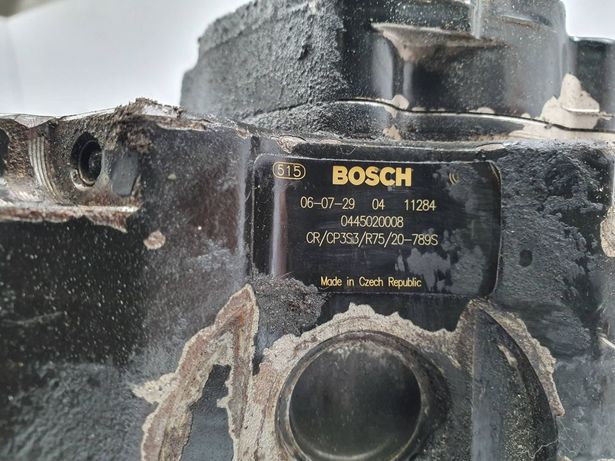 515 BOSCH
06-07-29 04 11284
0445020008
CR/CP3S3/R75/20-789S
Made in Czech Republic